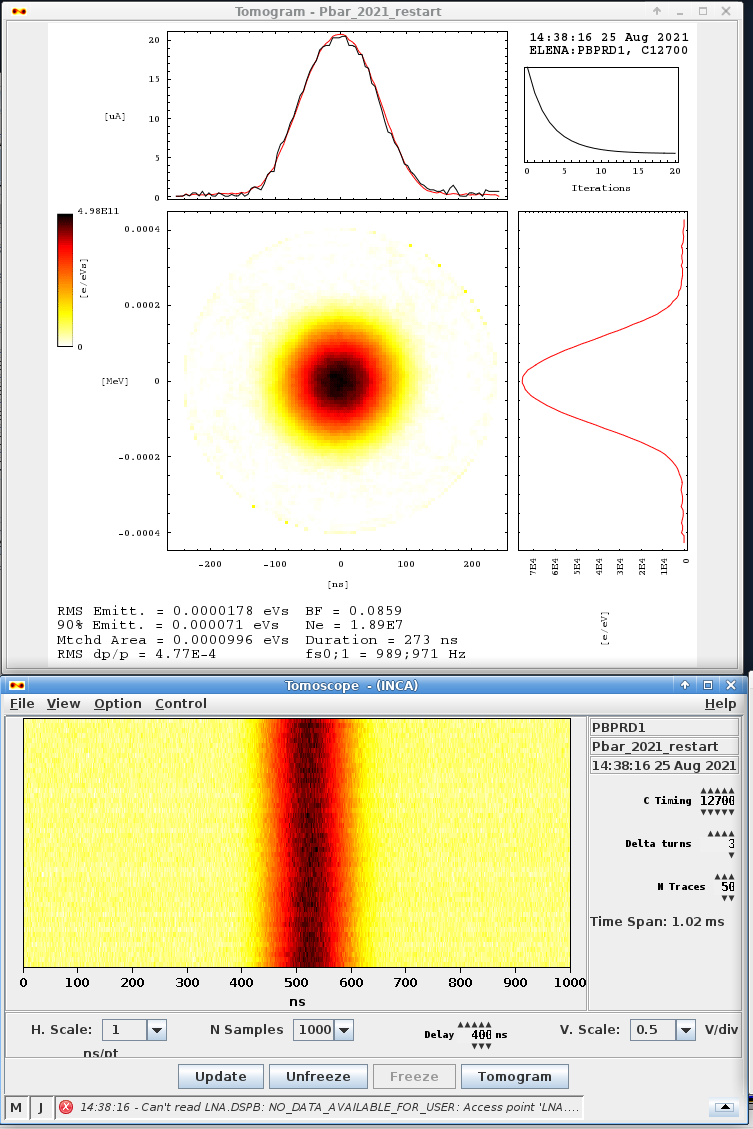 Tomogram - Pbar_2021_restart
14:38:16 25 Aug 2021
ELENA:PBPRD1, C12700
20
15
10
5
0
[uA]
0 5 10 15 20
Iterations
4.98E11
[e/eVs]
0
0.0004
0.0002
0
-0.0002
-0.0004
[MeV]
-200 -100 0 100 200
[ns]
7E4 6E4 5E4 4E4 3E4 2E4 1E4 0
[e/eV]
RMS Emitt. = 0.0000178 eVs BF = 0.0859
90% Emitt. = 0.000071 eVs Ne = 1.89E7
Mtchd Area = 0.0000996 eVs Duration = 273 ns
RMS dp/p = 4.77E-4 fs0;1 = 989;971 Hz
Tomoscope - (INCA)
File View Option Control Help
PBPRD1
Pbar_2021_restart
14:38:16 25 Aug 2021
C Timing 12700
Delta turns 3
N Traces 50
Time Span: 1.02 ms
0 100 200 300 400 500 600 700 800 900 1000
ns
H. Scale: 1 N Samples 1000 Delay 400 ns V. Scale: 0.5 V/div
ns/pt
Update Unfreeze Freeze Tomogram
M J 14:38:16 - Can't read LNA.DSPB: NO_DATA_AVAILABLE_FOR_USER: Access point 'LNA....